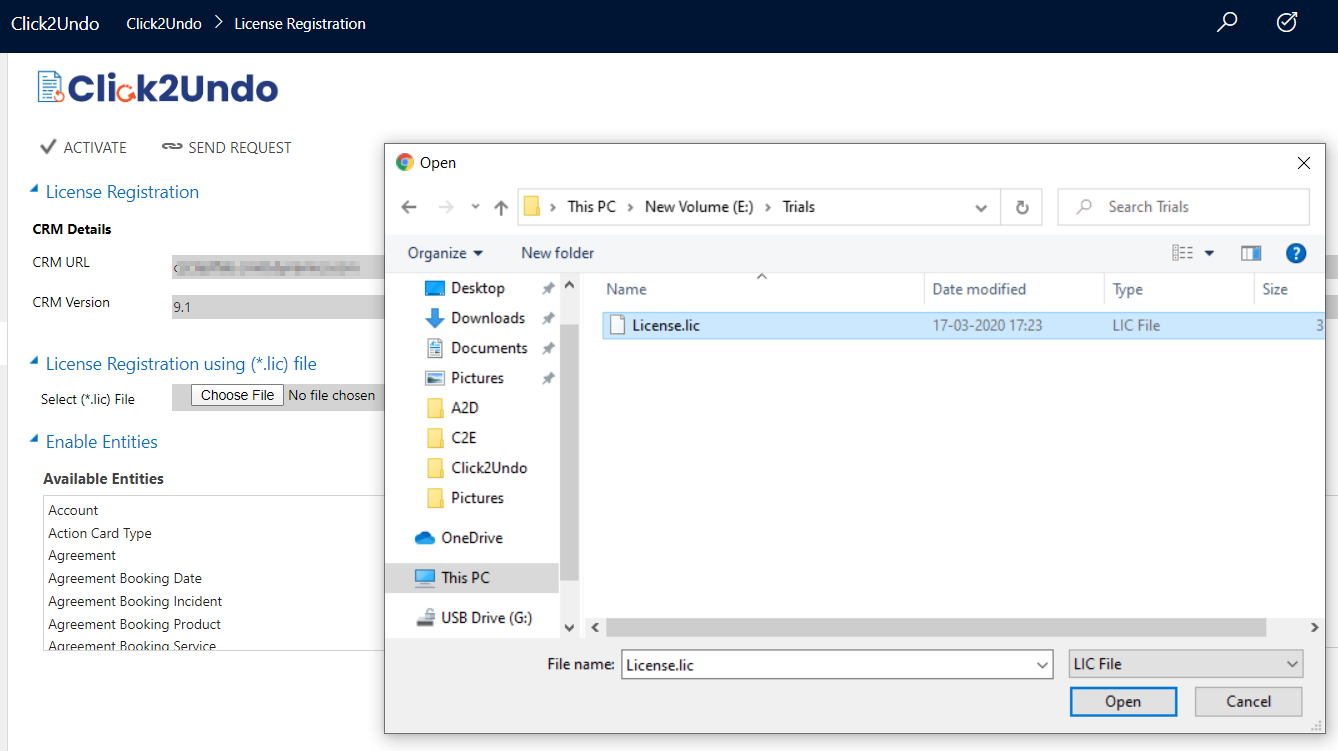 Click2Undo Click2Undo > License Registration
Click2Undo
ACTIVATE SEND REQUEST
License Registration
CRM Details
CRM URL
CRM Version 9.1
License Registration using (*.lic) file
Select (*.lic) File Choose File No file chosen
Enable Entities
Available Entities
Account
Action Card Type
Agreement
Agreement Booking Date
Agreement Booking Incident
Agreement Booking Product
Agreement Booking Service
Open
This PC > New Volume (E:) > Trials Search Trials
Organize New folder ?
Name Date modified Type Size
License.lic 17-03-2020 17:23 LIC File 3
Desktop
Downloads
Documents
Pictures
A2D
C2E
Click2Undo
Pictures
OneDrive
This PC
USB Drive (G:)
File name: License.lic LIC File
Open Cancel